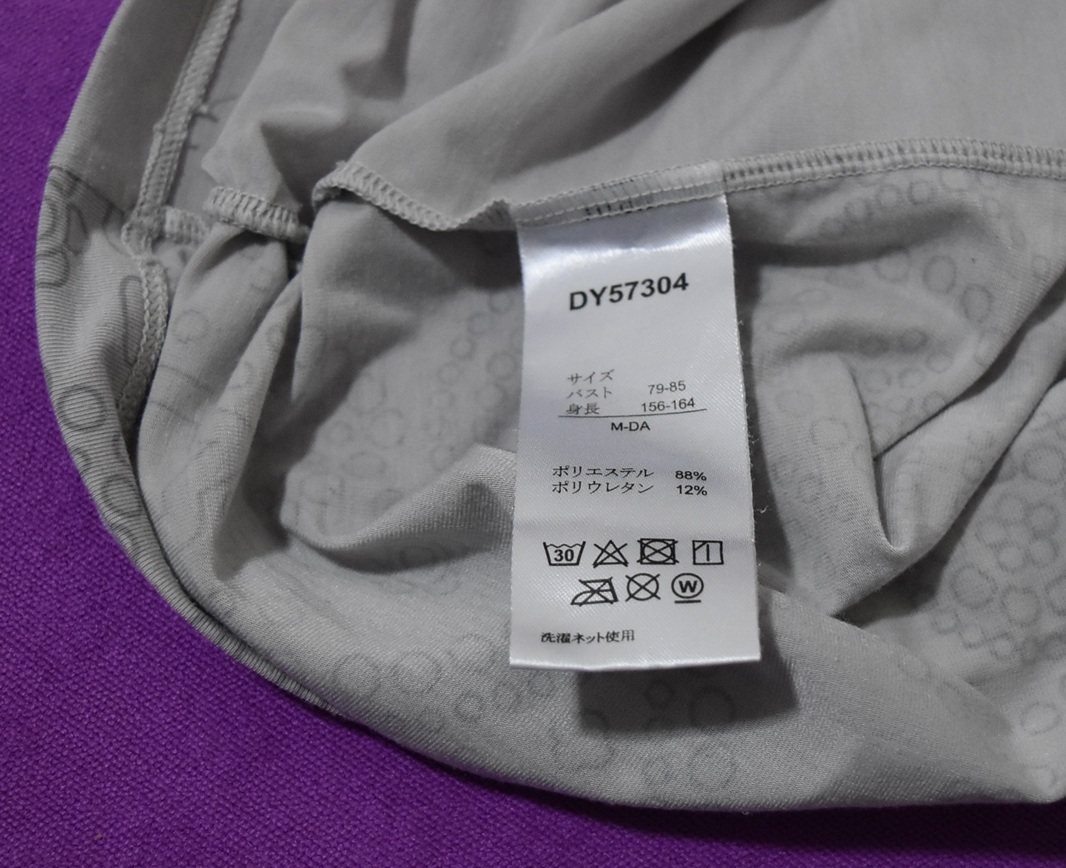 DY57304
サイズ
バスト 79-85
身長 156-164
M-DA
ポリエステル 88%
ポリウレタン 12%
30
W
洗濯ネット使用